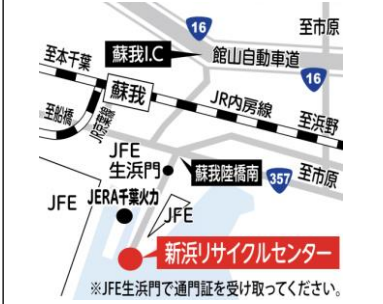 16
至市原
至本千葉
蘇我I.C
館山自動車道
16
蘇我
JR内房線
至浜野
至船橋
JR京葉線
JFE
生浜門
蘇我陸橋南
357
至市原
JFE
JERA千葉火力
JFE
新浜リサイクルセンター
※JFE生浜門で通門証を受け取ってください。